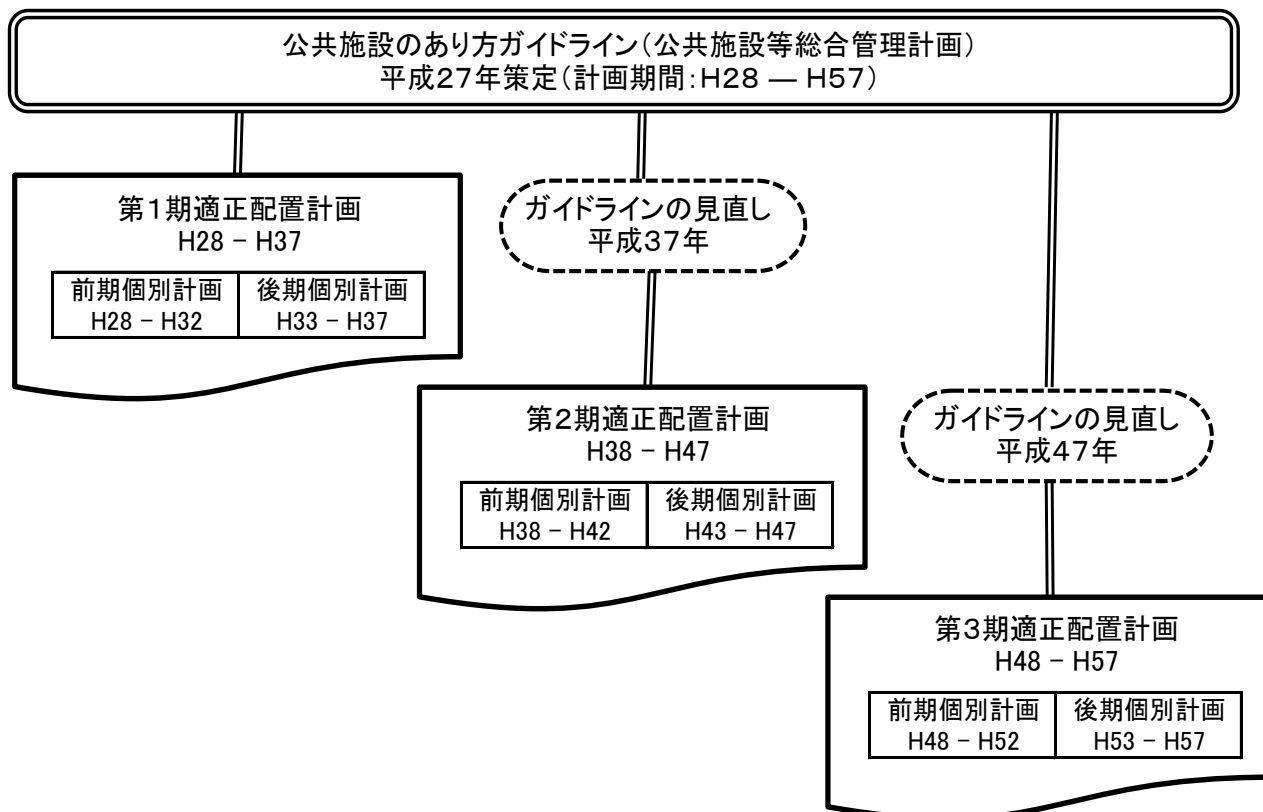 公共施設のあり方ガイドライン(公共施設等総合管理計画)
平成27年策定(計画期間:H28 ― H57)
第1期適正配置計画
H28 － H37
前期個別計画
H28 － H32
後期個別計画
H33 － H37
ガイドラインの見直し
平成37年
第2期適正配置計画
H38 － H47
前期個別計画
H38 － H42
後期個別計画
H43 － H47
ガイドラインの見直し
平成47年
第3期適正配置計画
H48 － H57
前期個別計画
H48 － H52
後期個別計画
H53 － H57